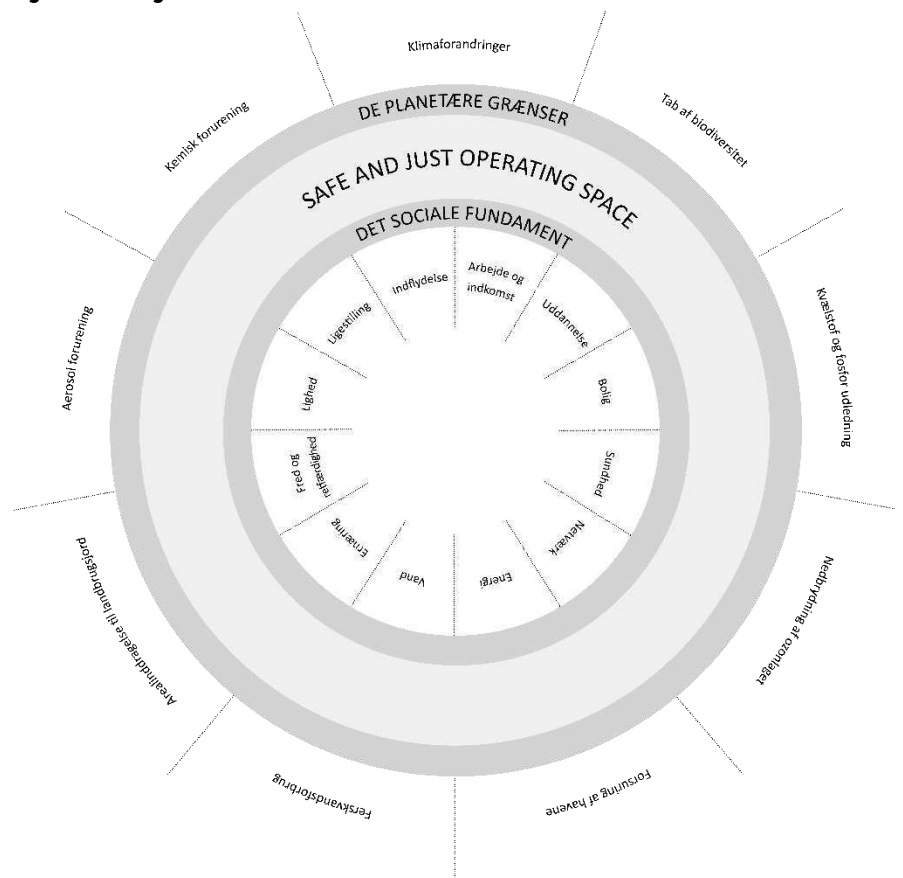 Klimaforandringer
Tab af biodiversitet
Kvælstof og fosfor udledning
Nedbrydning af ozonlaget
Forsuring af havene
Ferskvandsforbrug
Arealinddragelse til landbrugsjord
Aerosol forurening
Kemisk forurening
DE PLANETÆRE GRÆNSER
SAFE AND JUST OPERATING SPACE
DET SOCIALE FUNDAMENT
Arbejde og
indkomst
Uddannelse
Bolig
Sundhed
Netværk
Energi
Vand
Ernæring
Fred og
retfærdighed
Lighed
Ligestilling
Indflydelse